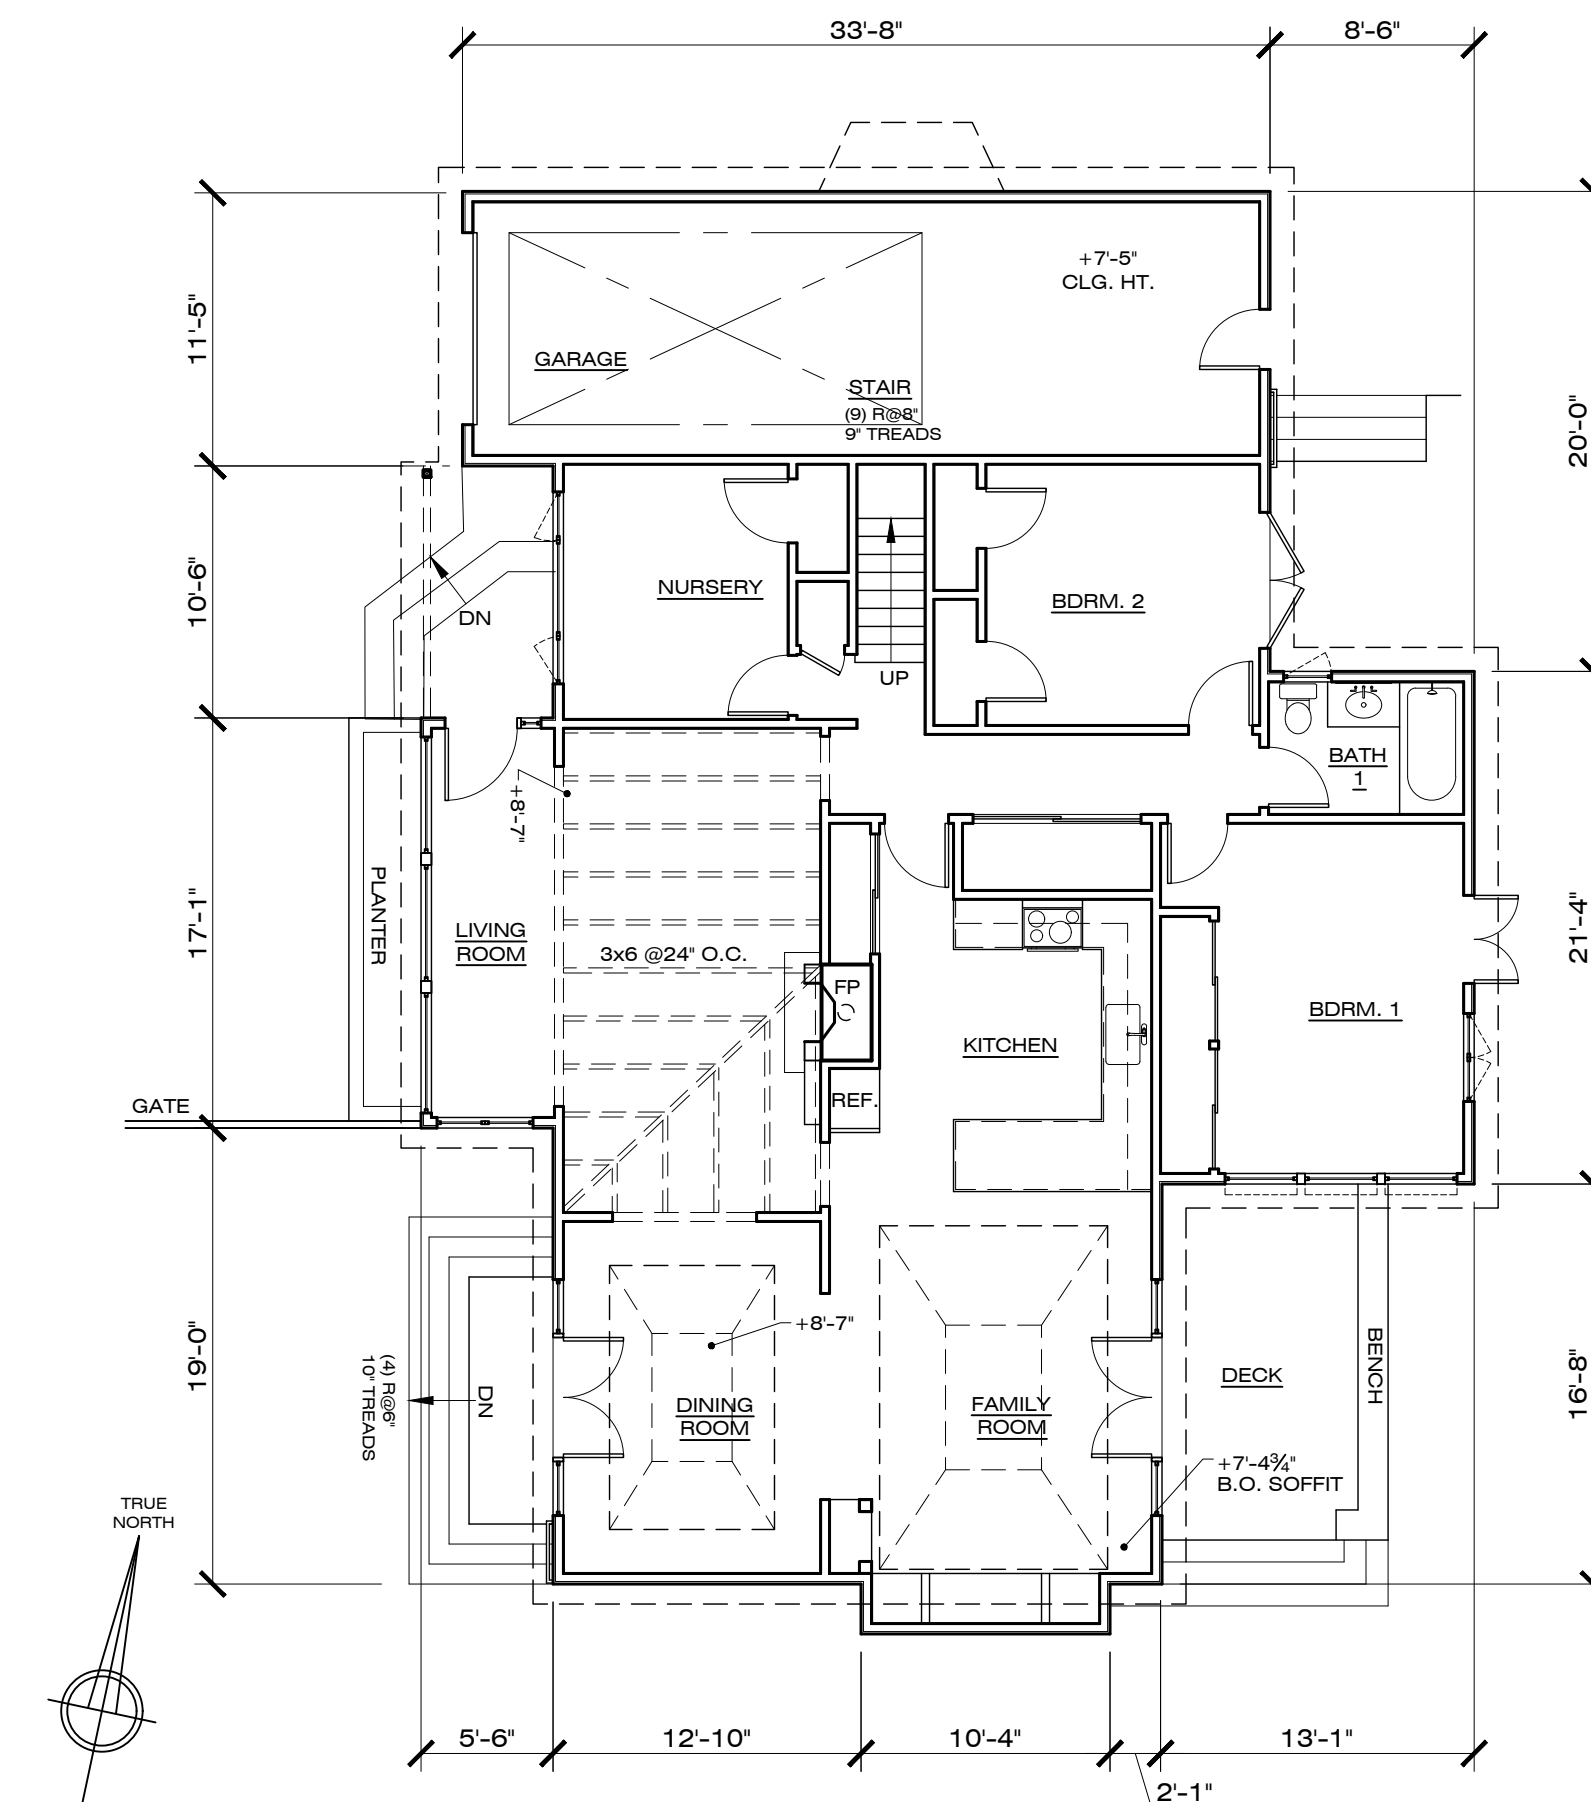 33'-8"
8'-6"
+7'-5"
CLG. HT.
11'-5"
GARAGE
STAIR
(9) R@8"
9" TREADS
20'-0"
10'-6"
NURSERY
BDRM. 2
DN
UP
BATH
1
+8'-7"
PLANTER
17'-1"
LIVING
ROOM
3x6 @24" O.C.
21'-4"
FP
BDRM. 1
KITCHEN
REF.
GATE
+8'-7"
19'-0"
(4) R@6"
10" TREADS
DN
DINING
ROOM
FAMILY
ROOM
DECK
BENCH
16'-8"
+7'-4¾"
B.O. SOFFIT
TRUE
NORTH
5'-6"
12'-10"
10'-4"
13'-1"
2'-1"